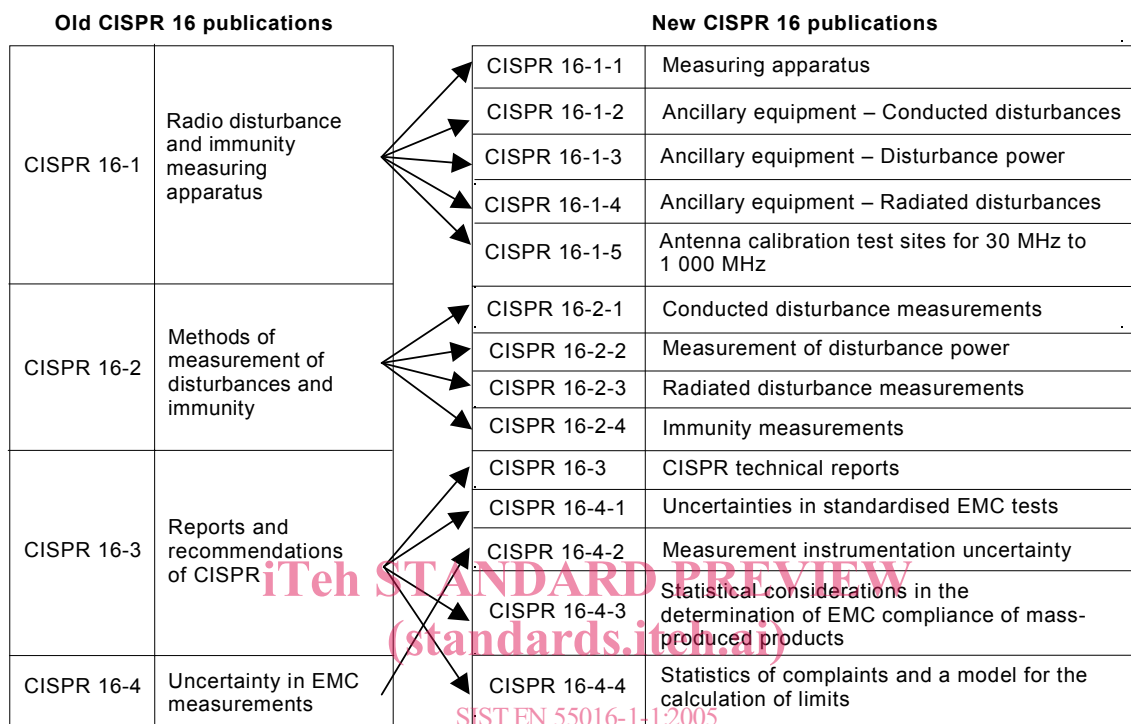 Old CISPR 16 publications
New CISPR 16 publications
CISPR 16-1
Radio disturbance
and immunity
measuring
apparatus
CISPR 16-2
Methods of
measurement of
disturbances and
immunity
CISPR 16-3
Reports and
recommendations
of CISPR
CISPR 16-4
Uncertainty in EMC
measurements
CISPR 16-1-1 Measuring apparatus
CISPR 16-1-2 Ancillary equipment – Conducted disturbances
CISPR 16-1-3 Ancillary equipment – Disturbance power
CISPR 16-1-4 Ancillary equipment – Radiated disturbances
CISPR 16-1-5 Antenna calibration test sites for 30 MHz to
1 000 MHz
CISPR 16-2-1 Conducted disturbance measurements
CISPR 16-2-2 Measurement of disturbance power
CISPR 16-2-3 Radiated disturbance measurements
CISPR 16-2-4 Immunity measurements
CISPR 16-3 CISPR technical reports
CISPR 16-4-1 Uncertainties in standardised EMC tests
CISPR 16-4-2 Measurement instrumentation uncertainty
CISPR 16-4-3 Statistical considerations in the
determination of EMC compliance of mass-
produced products
CISPR 16-4-4 Statistics of complaints and a model for the
calculation of limits
iTeh STANDARD PREVIEW
(standards.iteh.ai)
SIST EN 55016-1-1:2005